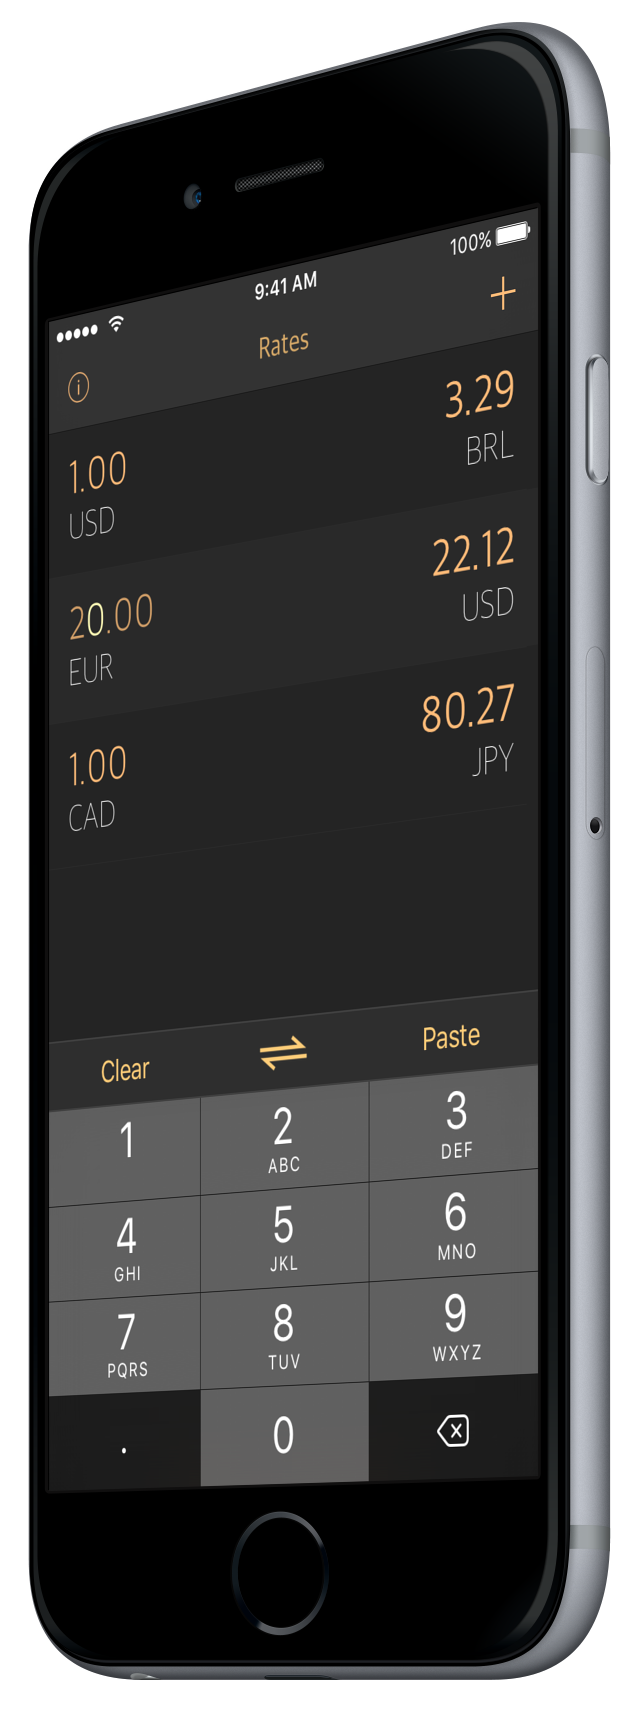 9:41 AM
100%
Rates
1.00
3.29
USD
BRL
20.00
22.12
EUR
USD
1.00
80.27
CAD
JPY
Clear
Paste
1
2
ABC
3
DEF
4
GHI
5
JKL
6
MNO
7
PQRS
8
TUV
9
WXYZ
.
0